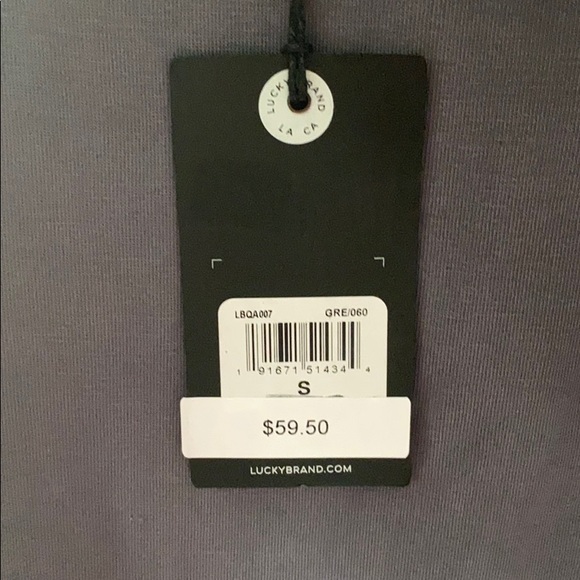 LUCKY BRAND
LA CA
LBQA007 GRE/060
1 91671 51434 4
S
$59.50
LUCKYBRAND.COM